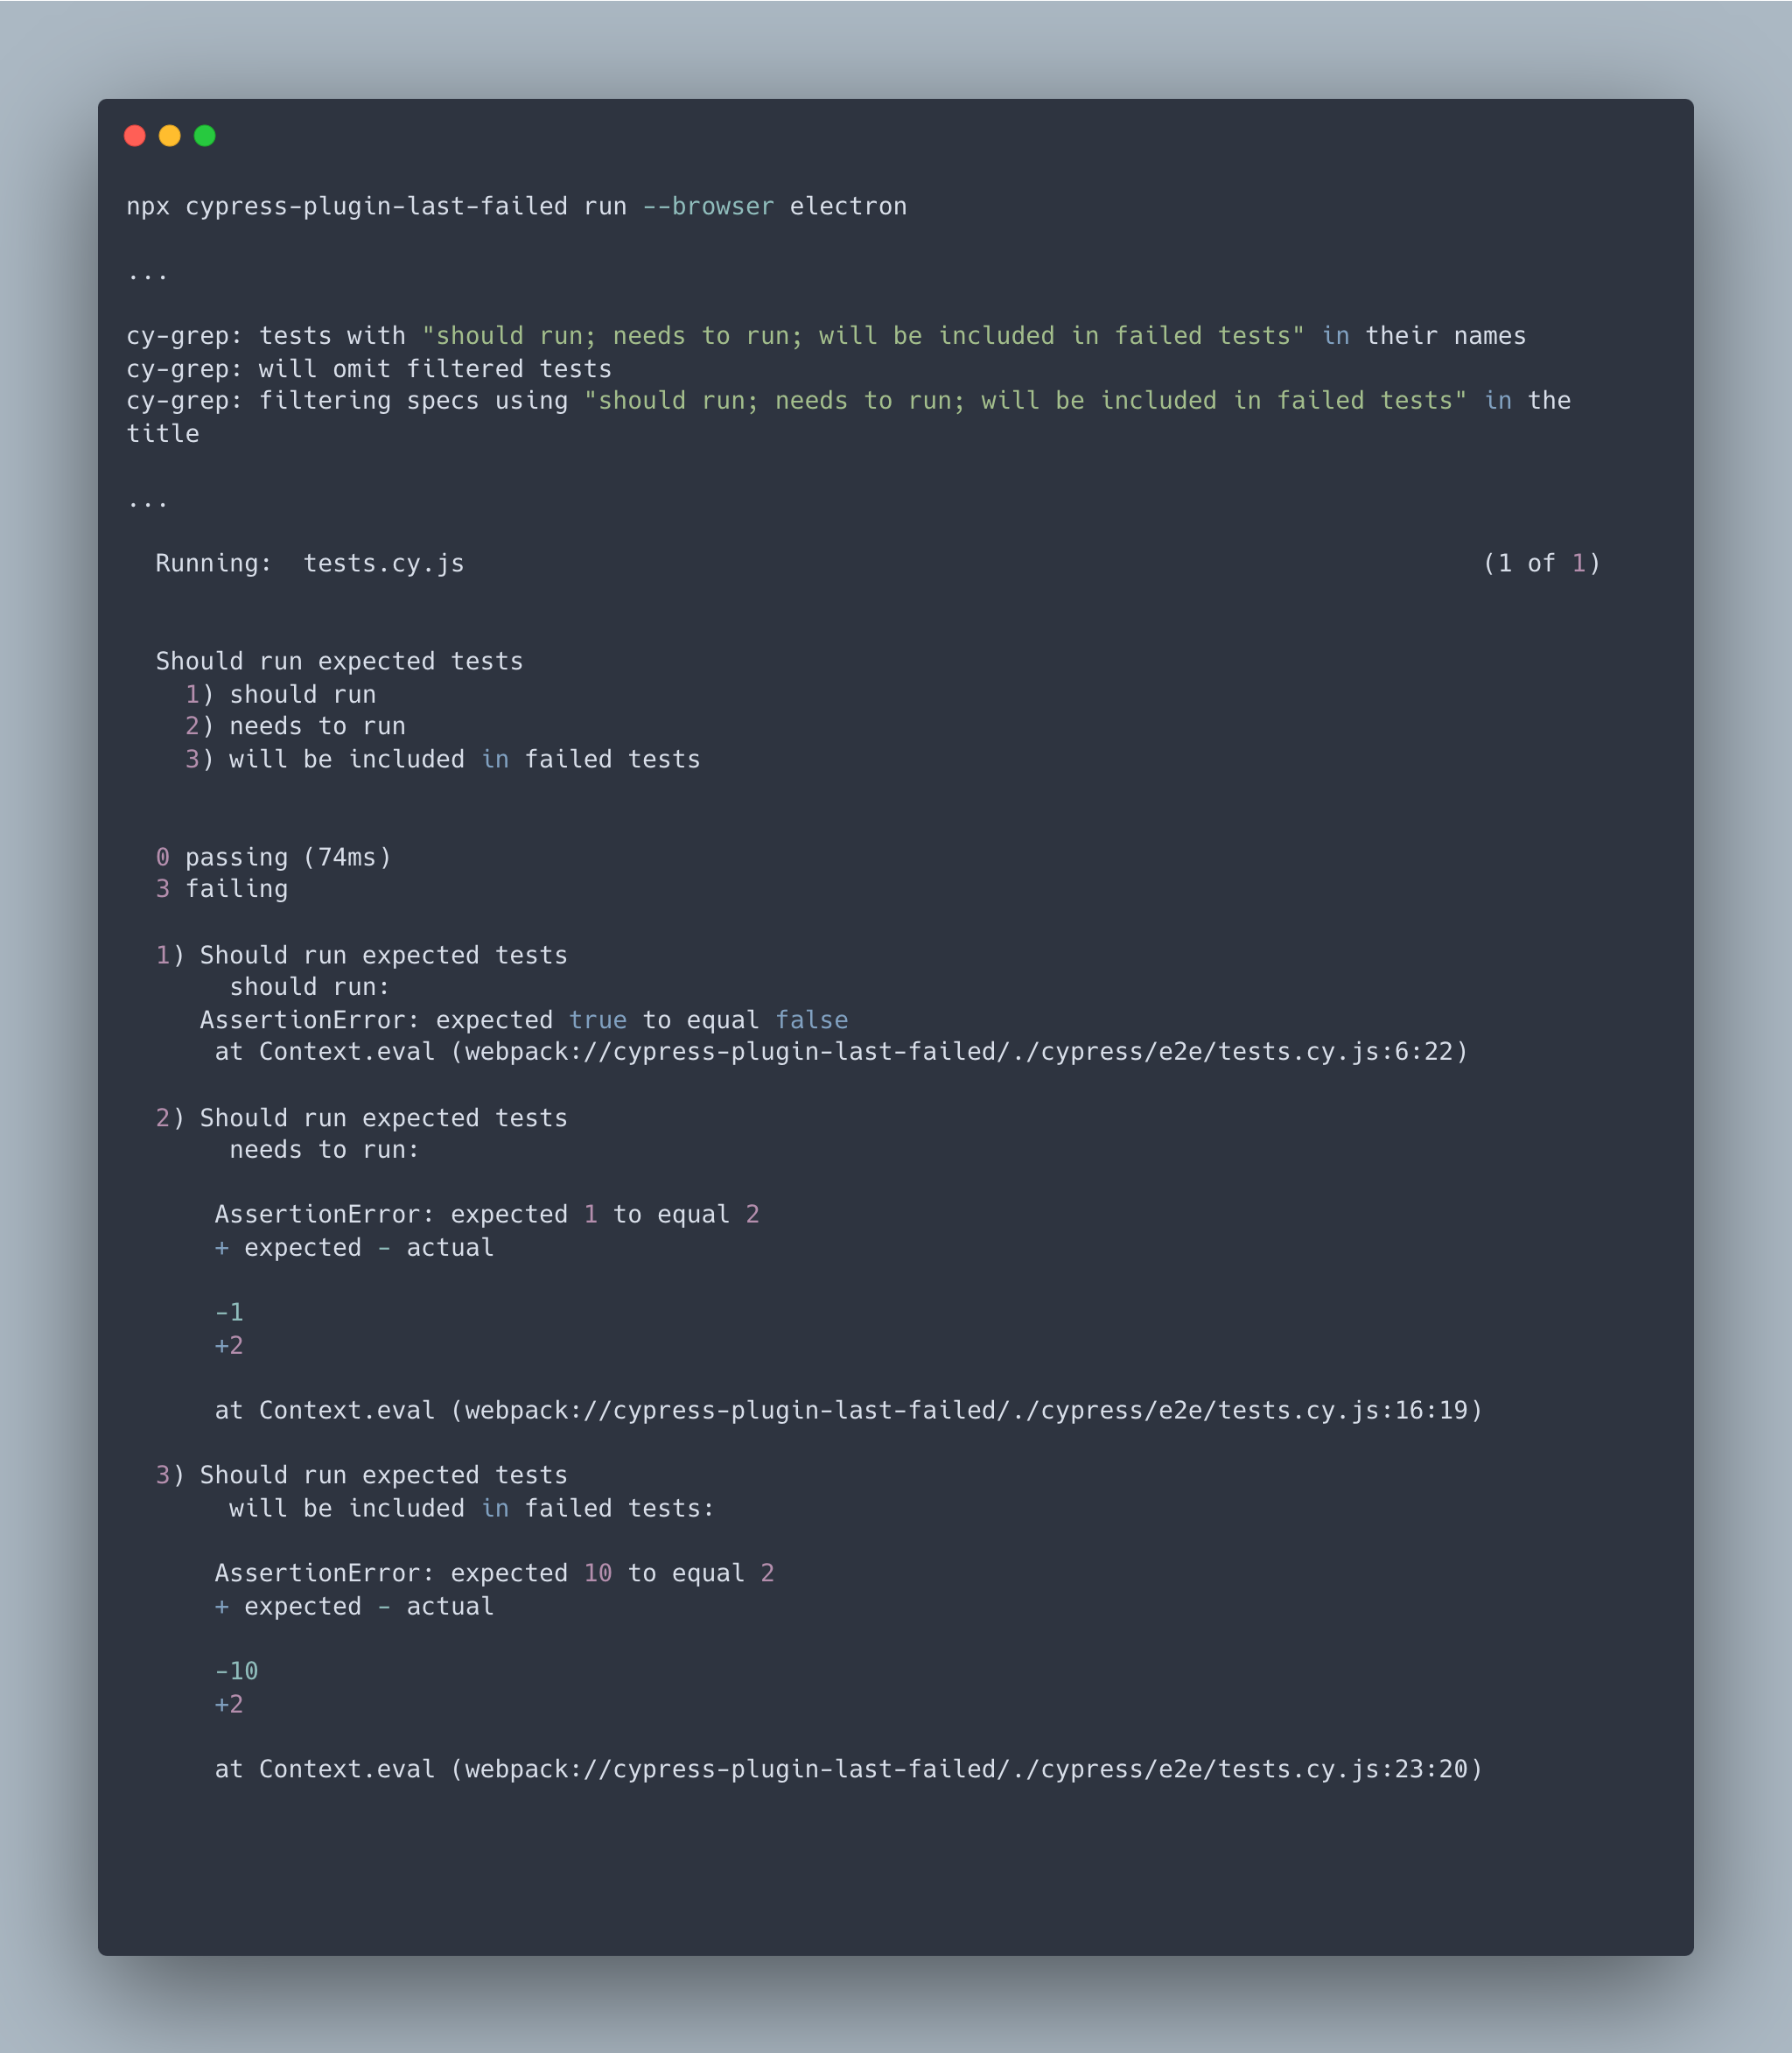 npx cypress-plugin-last-failed run --browser electron
...
cy-grep: tests with "should run; needs to run; will be included in failed tests" in their names
cy-grep: will omit filtered tests
cy-grep: filtering specs using "should run; needs to run; will be included in failed tests" in the
title
...
Running:  tests.cy.js (1 of 1)
Should run expected tests
1) should run
2) needs to run
3) will be included in failed tests
0 passing (74ms)
3 failing
1) Should run expected tests
should run:
AssertionError: expected true to equal false
at Context.eval (webpack://cypress-plugin-last-failed/./cypress/e2e/tests.cy.js:6:22)
2) Should run expected tests
needs to run:
AssertionError: expected 1 to equal 2
+ expected - actual
-1
+2
at Context.eval (webpack://cypress-plugin-last-failed/./cypress/e2e/tests.cy.js:16:19)
3) Should run expected tests
will be included in failed tests:
AssertionError: expected 10 to equal 2
+ expected - actual
-10
+2
at Context.eval (webpack://cypress-plugin-last-failed/./cypress/e2e/tests.cy.js:23:20)